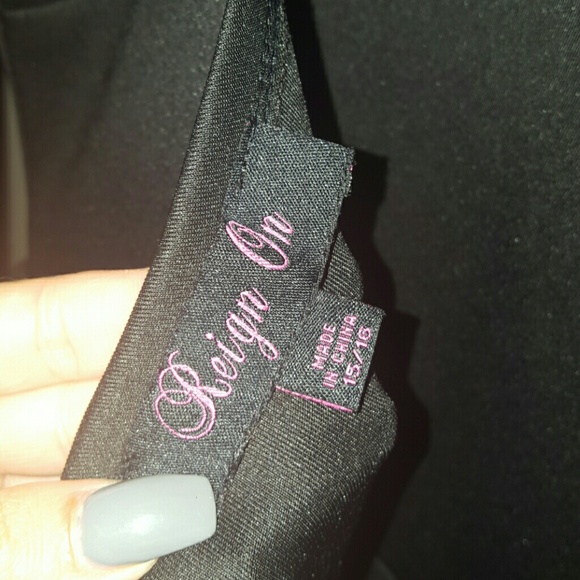 Reign On
MADE
IN CHINA
15/16